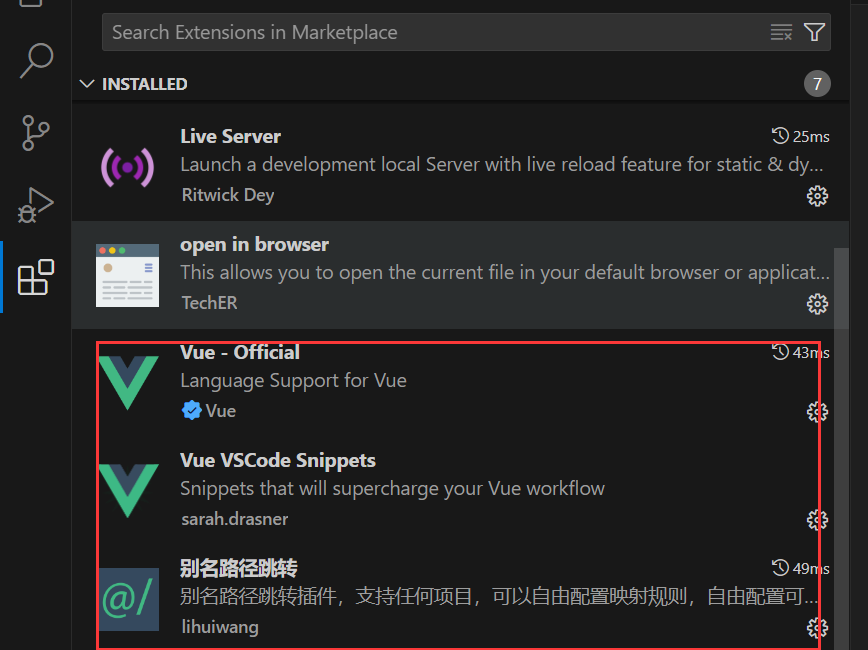 Search Extensions in Marketplace
INSTALLED
7
Live Server
25ms
Launch a development local Server with live reload feature for static & dy...
Ritwick Dey
open in browser
This allows you to open the current file in your default browser or applicat...
TechER
Vue - Official
43ms
Language Support for Vue
Vue
Vue VSCode Snippets
Snippets that will supercharge your Vue workflow
sarah.drasner
@/
别名路径跳转
49ms
别名路径跳转插件，支持任何项目，可以自由配置映射规则，自由配置可...
lihuiwang